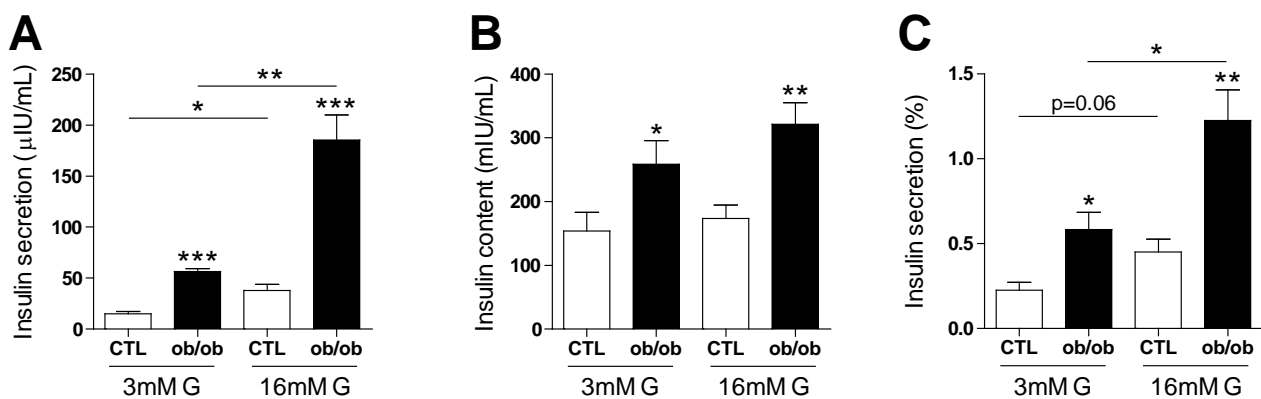 A
Insulin secretion (μIU/mL)
250
200
150
100
50
0
*
**
***
***
CTL ob/ob CTL ob/ob
3mM G 16mM G
B
Insulin content (mIU/mL)
400
300
200
100
0
*
**
CTL ob/ob CTL ob/ob
3mM G 16mM G
C
Insulin secretion (%)
1.5
1.0
0.5
0.0
*
p=0.06
**
*
CTL ob/ob CTL ob/ob
3mM G 16mM G